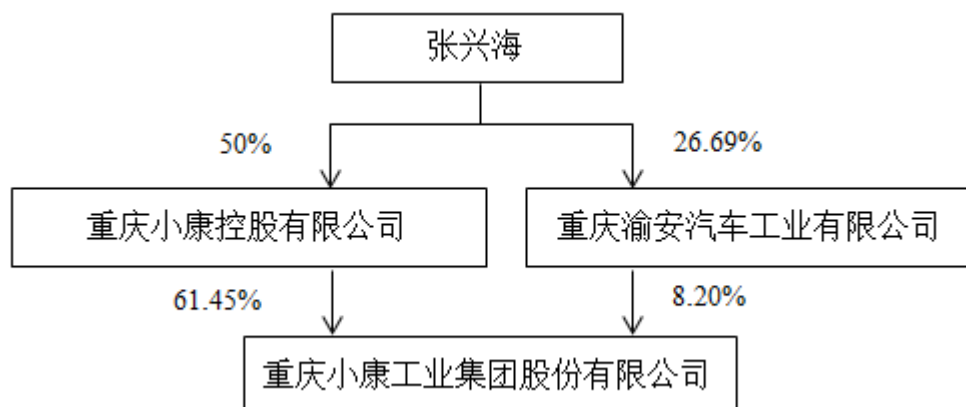 张兴海
50%
26.69%
重庆小康控股有限公司
重庆渝安汽车工业有限公司
61.45%
8.20%
重庆小康工业集团股份有限公司